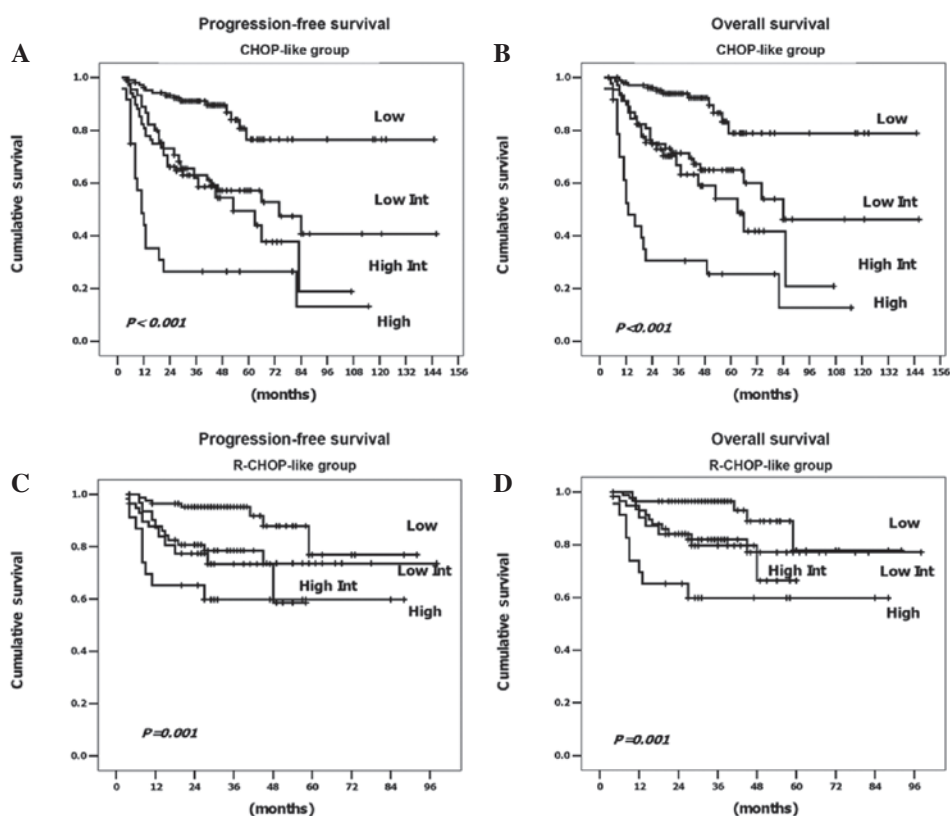 A
Progression-free survival
CHOP-like group
Cumulative survival
1.0
0.8
0.6
0.4
0.2
0.0
Low
Low Int
High Int
High
P< 0.001
0 12 24 36 48 60 72 84 96 108 120 132 144 156
(months)
B
Overall survival
CHOP-like group
Cumulative survival
1.0
0.8
0.6
0.4
0.2
0.0
Low
Low Int
High Int
High
P<0.001
0 12 24 36 48 60 72 84 96 108 120 132 144 156
(months)
C
Progression-free survival
R-CHOP-like group
Cumulative survival
1.0
0.8
0.6
0.4
0.2
0.0
Low
Low Int
High Int
High
P=0.001
0 12 24 36 48 60 72 84 96
(months)
D
Overall survival
R-CHOP-like group
Cumulative survival
1.0
0.8
0.6
0.4
0.2
0.0
Low
High Int Low Int
High
P=0.001
0 12 24 36 48 60 72 84 96
(months)